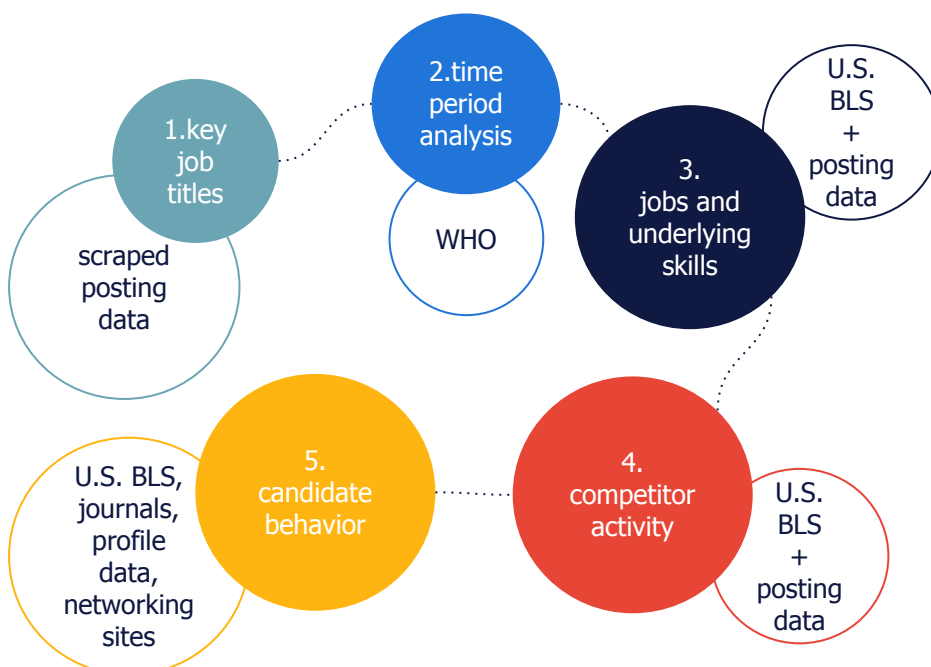 1.key
job
titles
scraped
posting
data
2.time
period
analysis
WHO
3.
jobs and
underlying
skills
U.S.
BLS
+
posting
data
4.
competitor
activity
U.S.
BLS
+
posting
data
5.
candidate
behavior
U.S. BLS,
journals,
profile
data,
networking
sites